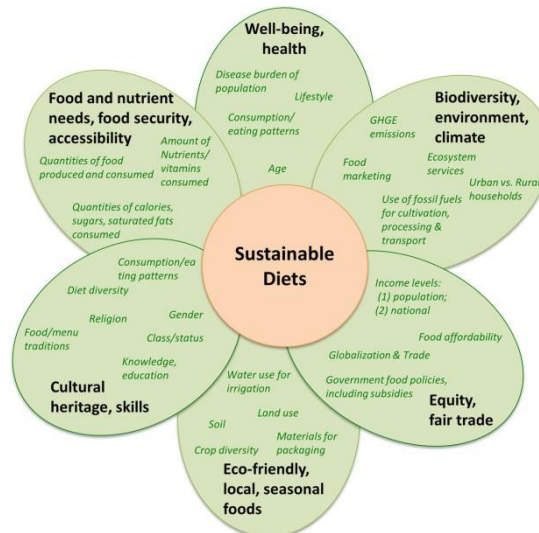 Well-being,
health
Disease burden of
population
Lifestyle
Consumption/
eating patterns
Age
Food and nutrient
needs, food security,
accessibility
Amount of
Nutrients/
vitamins
consumed
Quantities of food
produced and consumed
Quantities of calories,
sugars, saturated fats
consumed
Biodiversity,
environment,
climate
GHGE
emissions
Ecosystem
services
Food
marketing
Urban vs. Rural
households
Use of fossil fuels
for cultivation,
processing &
transport
Sustainable
Diets
Consumption/ea
ting patterns
Diet diversity
Gender
Religion
Food/menu
traditions
Class/status
Knowledge,
education
Cultural
heritage, skills
Income levels:
(1) population;
(2) national
Food affordability
Globalization & Trade
Government food policies,
including subsidies
Equity,
fair trade
Water use for
irrigation
Land use
Soil
Materials for
packaging
Crop diversity
Eco-friendly,
local, seasonal
foods